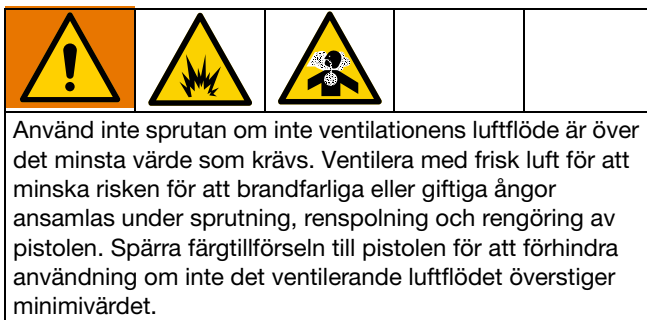 Använd inte sprutan om inte ventilationens luftflöde är över
det minsta värde som krävs. Ventilera med frisk luft för att
minska risken för att brandfarliga eller giftiga ångor
ansamlas under sprutning, renspolning och rengöring av
pistolen. Spärra färgtillförseln till pistolen för att förhindra
användning om inte det ventilerande luftflödet överstiger
minimivärdet.